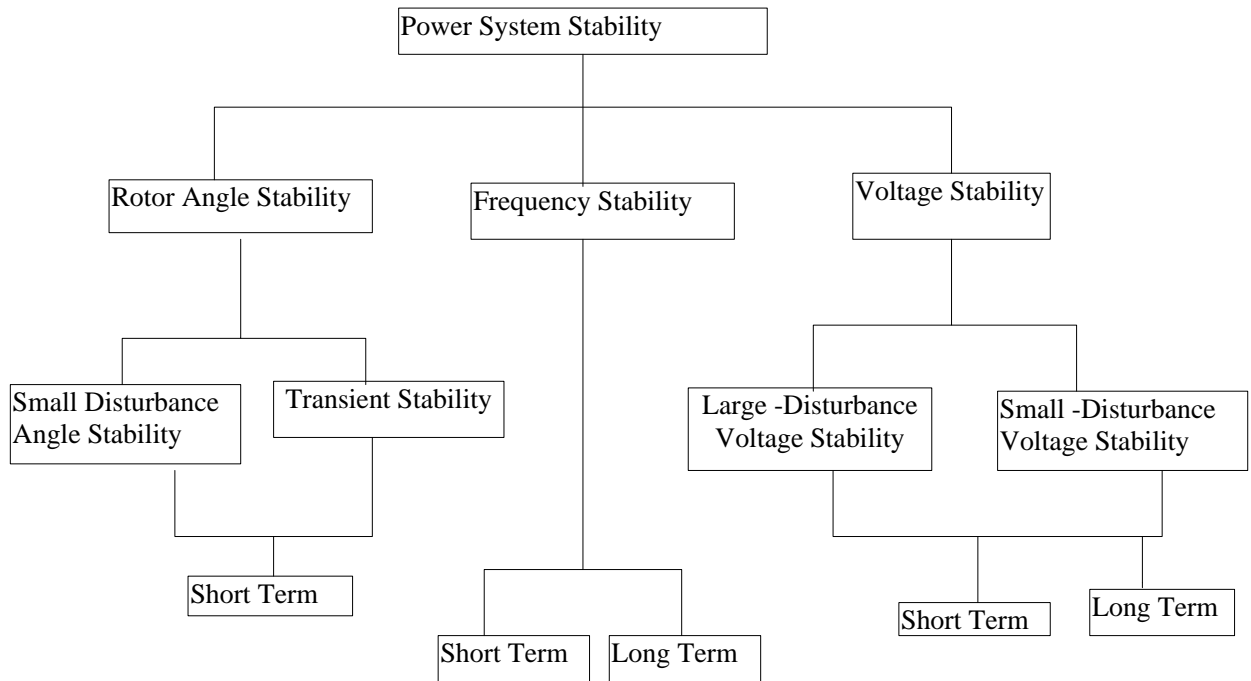 Power System Stability
Rotor Angle Stability
Frequency Stability
Voltage Stability
Small Disturbance
Angle Stability
Transient Stability
Large -Disturbance
Voltage Stability
Small -Disturbance
Voltage Stability
Short Term
Short Term
Long Term
Short Term
Long Term